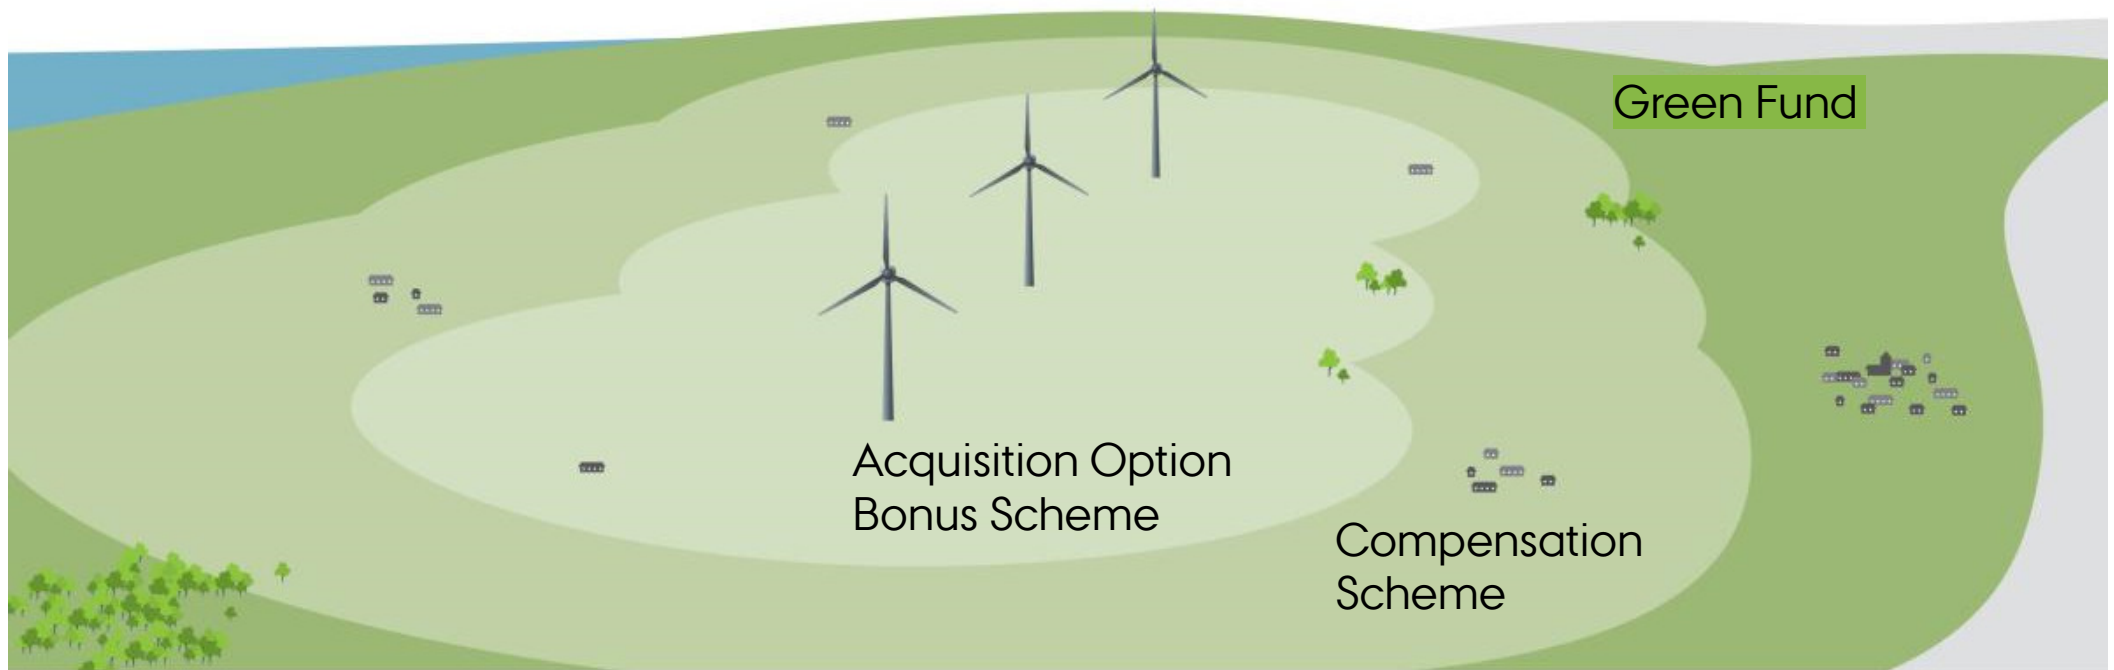 Green Fund
Acquisition Option
Bonus Scheme
Compensation
Scheme